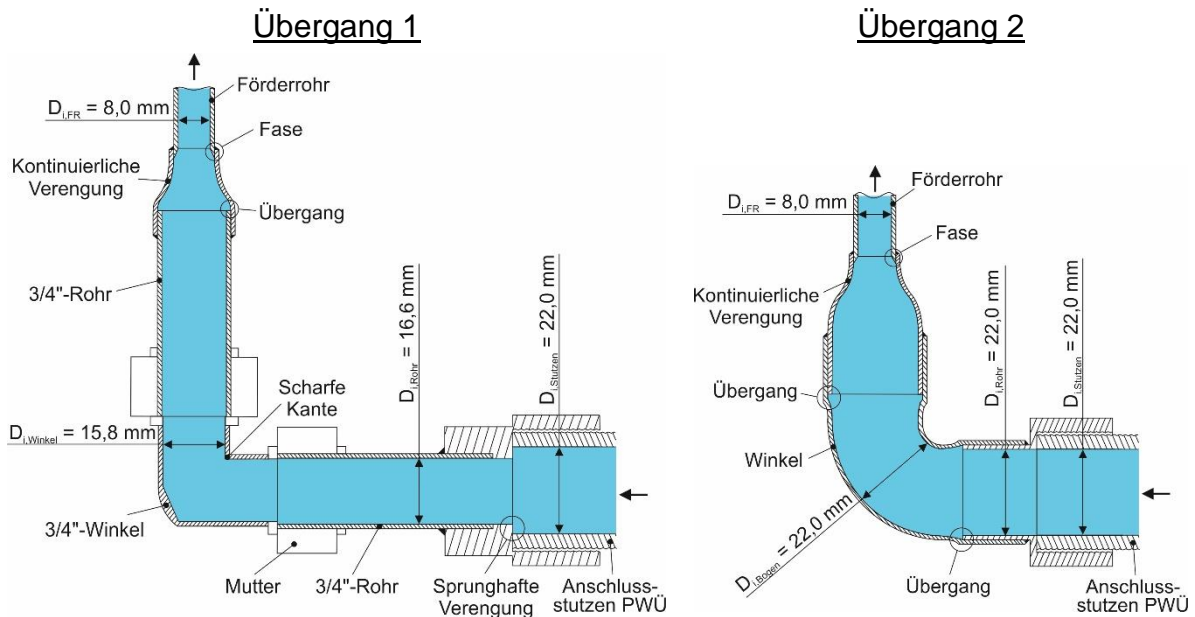 Übergang 1
Förderrohr
D_i,FR = 8,0 mm
Fase
Kontinuierliche
Verengung
Übergang
3/4"-Rohr
D_i,Rohr = 16,6 mm
D_i,Stutzen = 22,0 mm
Scharfe
Kante
D_i,Winkel = 15,8 mm
3/4"-Winkel
Mutter
3/4"-Rohr
Sprunghafte
Verengung
Anschluss-
stutzen PWÜ
Übergang 2
Förderrohr
D_i,FR = 8,0 mm
Fase
Kontinuierliche
Verengung
D_i,Rohr = 22,0 mm
D_i,Stutzen = 22,0 mm
Übergang
Winkel
D_i,Bogen = 22,0 mm
Übergang
Anschluss-
stutzen PWÜ